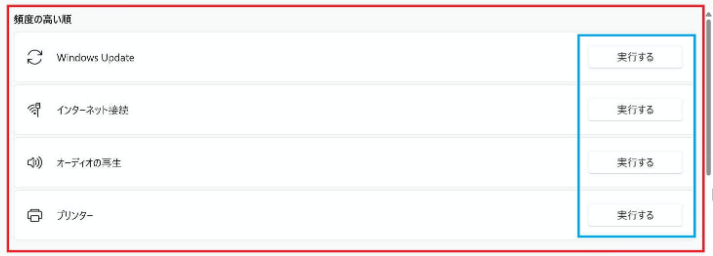 頻度の高い順
Windows Update 実行する
インターネット接続 実行する
オーディオの再生 実行する
プリンター 実行する